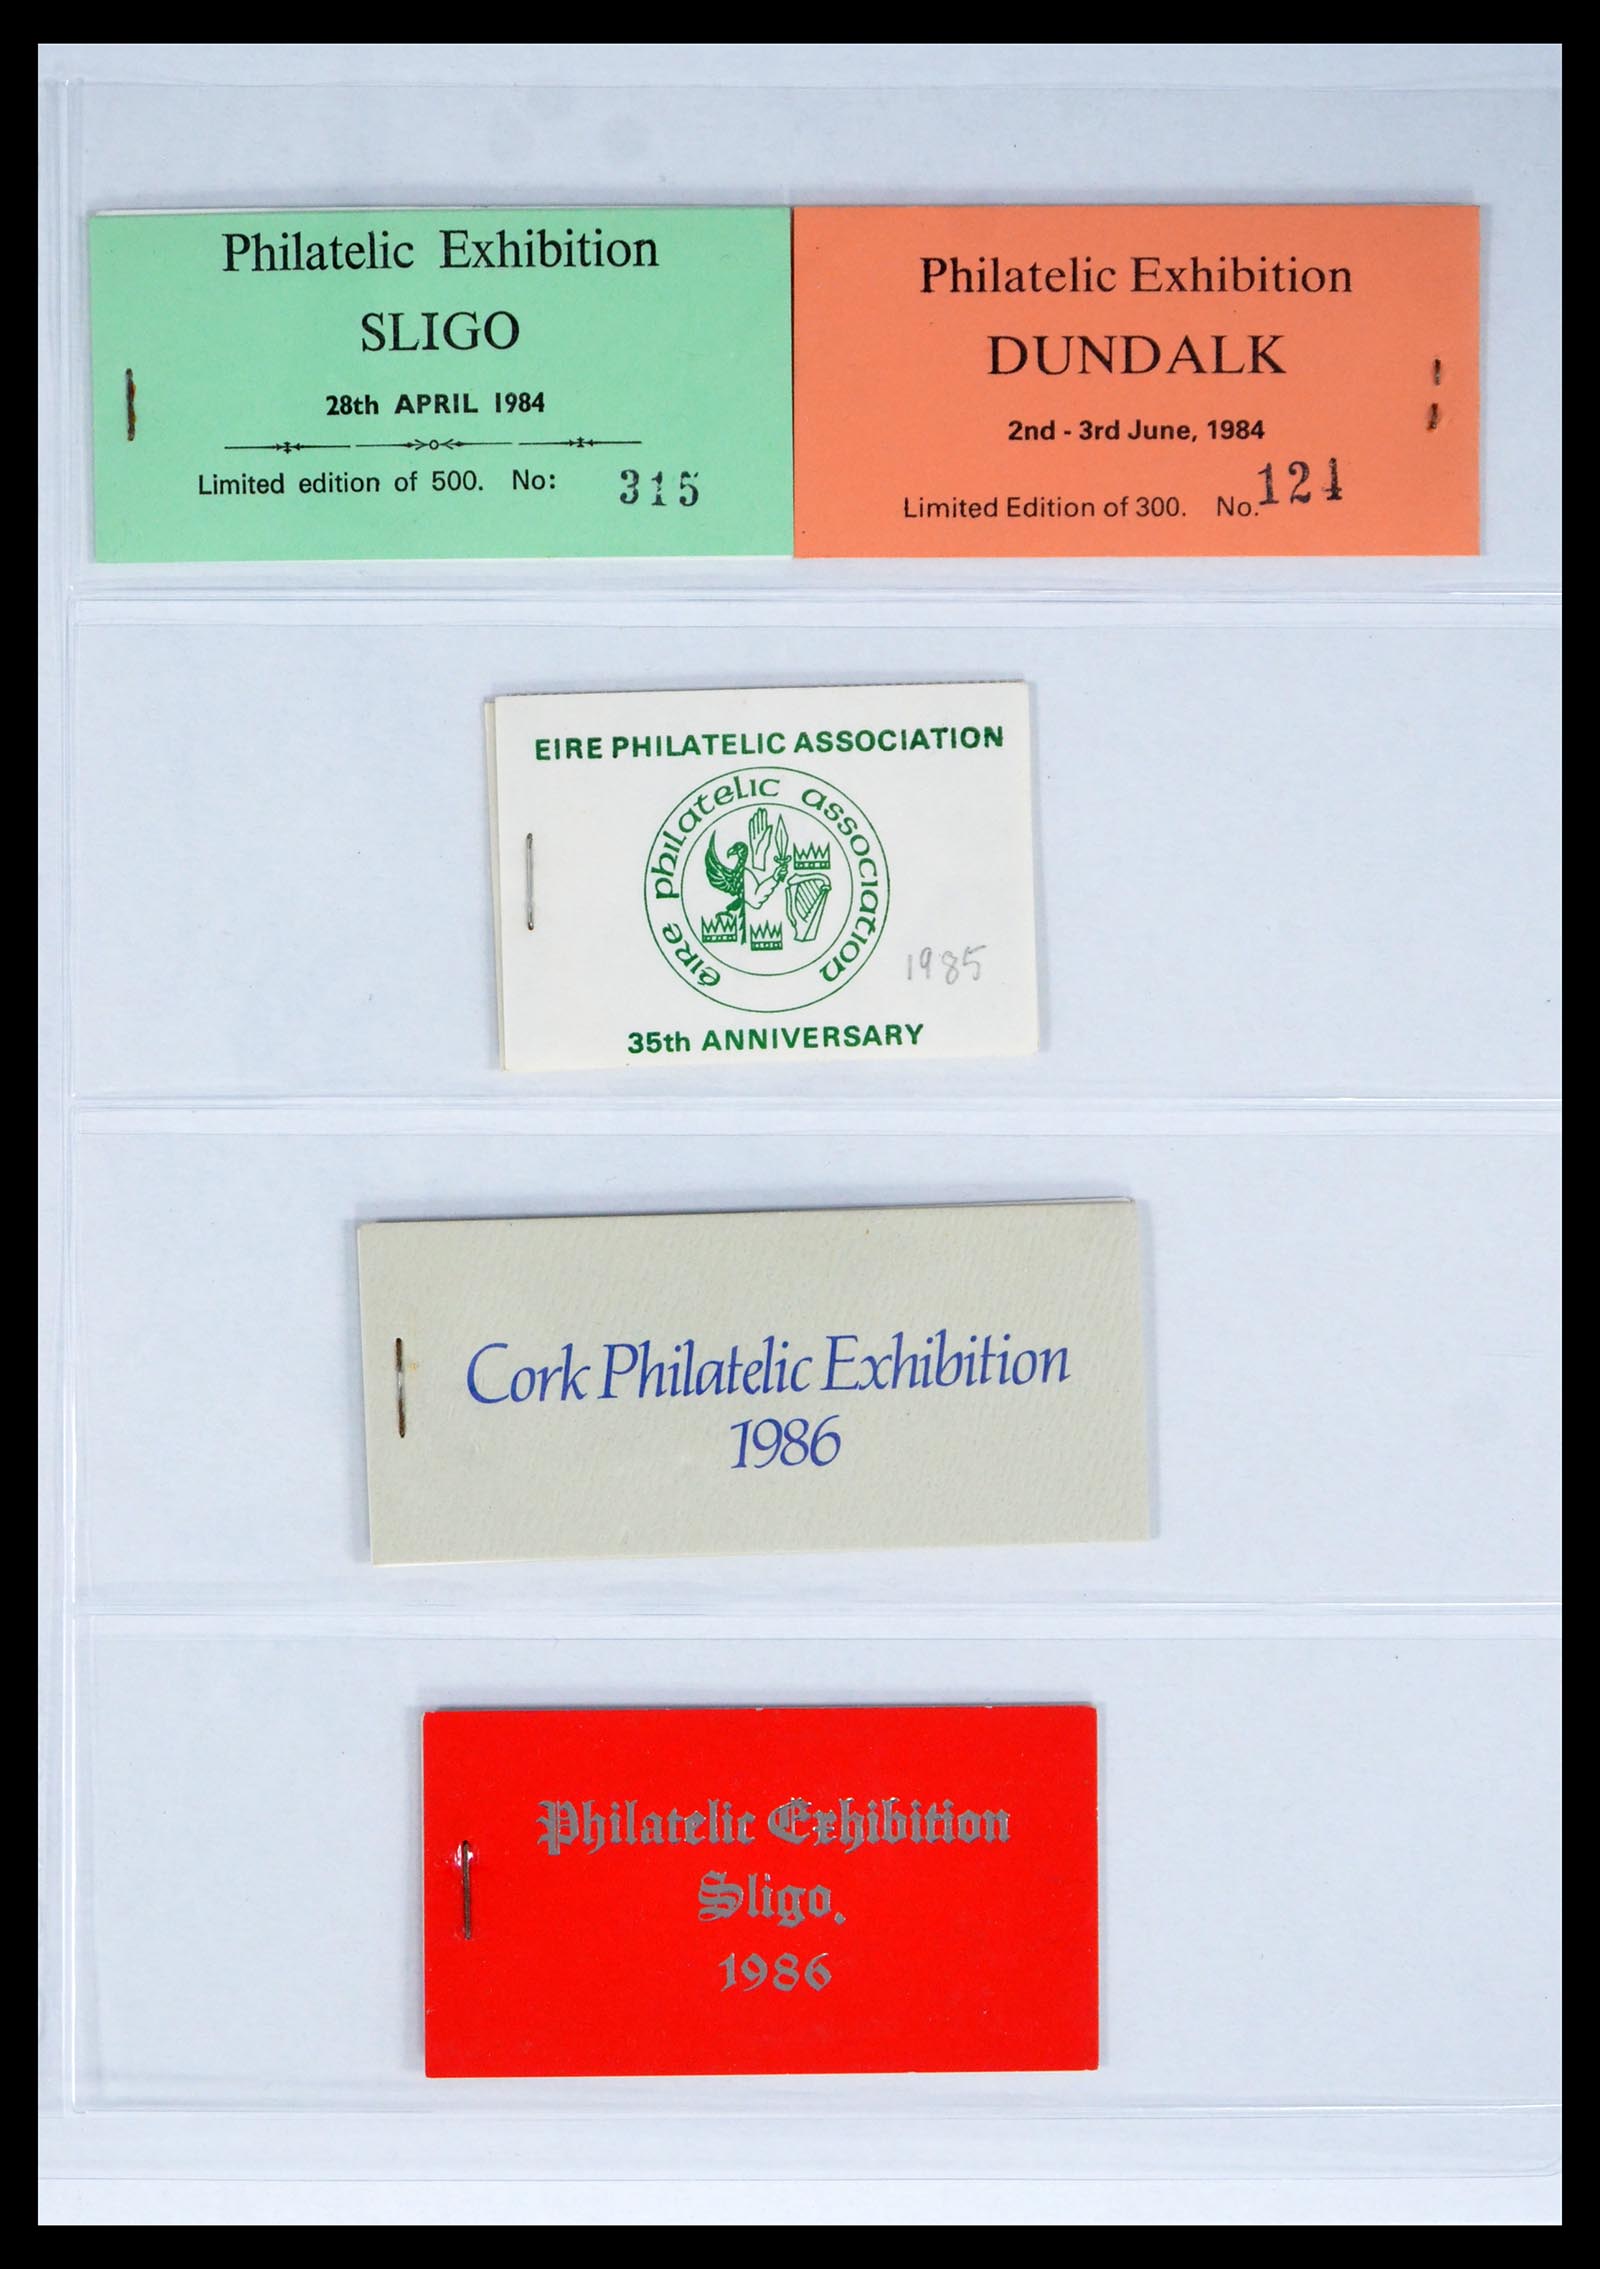 Philatelic Exhibition
SLIGO
28th APRIL 1984
Limited edition of 500. No: 315
Philatelic Exhibition
DUNDALK
2nd - 3rd June, 1984
Limited Edition of 300. No. 121
EIRE PHILATELIC ASSOCIATION
éire philatelic association
1985
35th ANNIVERSARY
Cork Philatelic Exhibition
1986
Philatelic Exhibition
Sligo.
1986